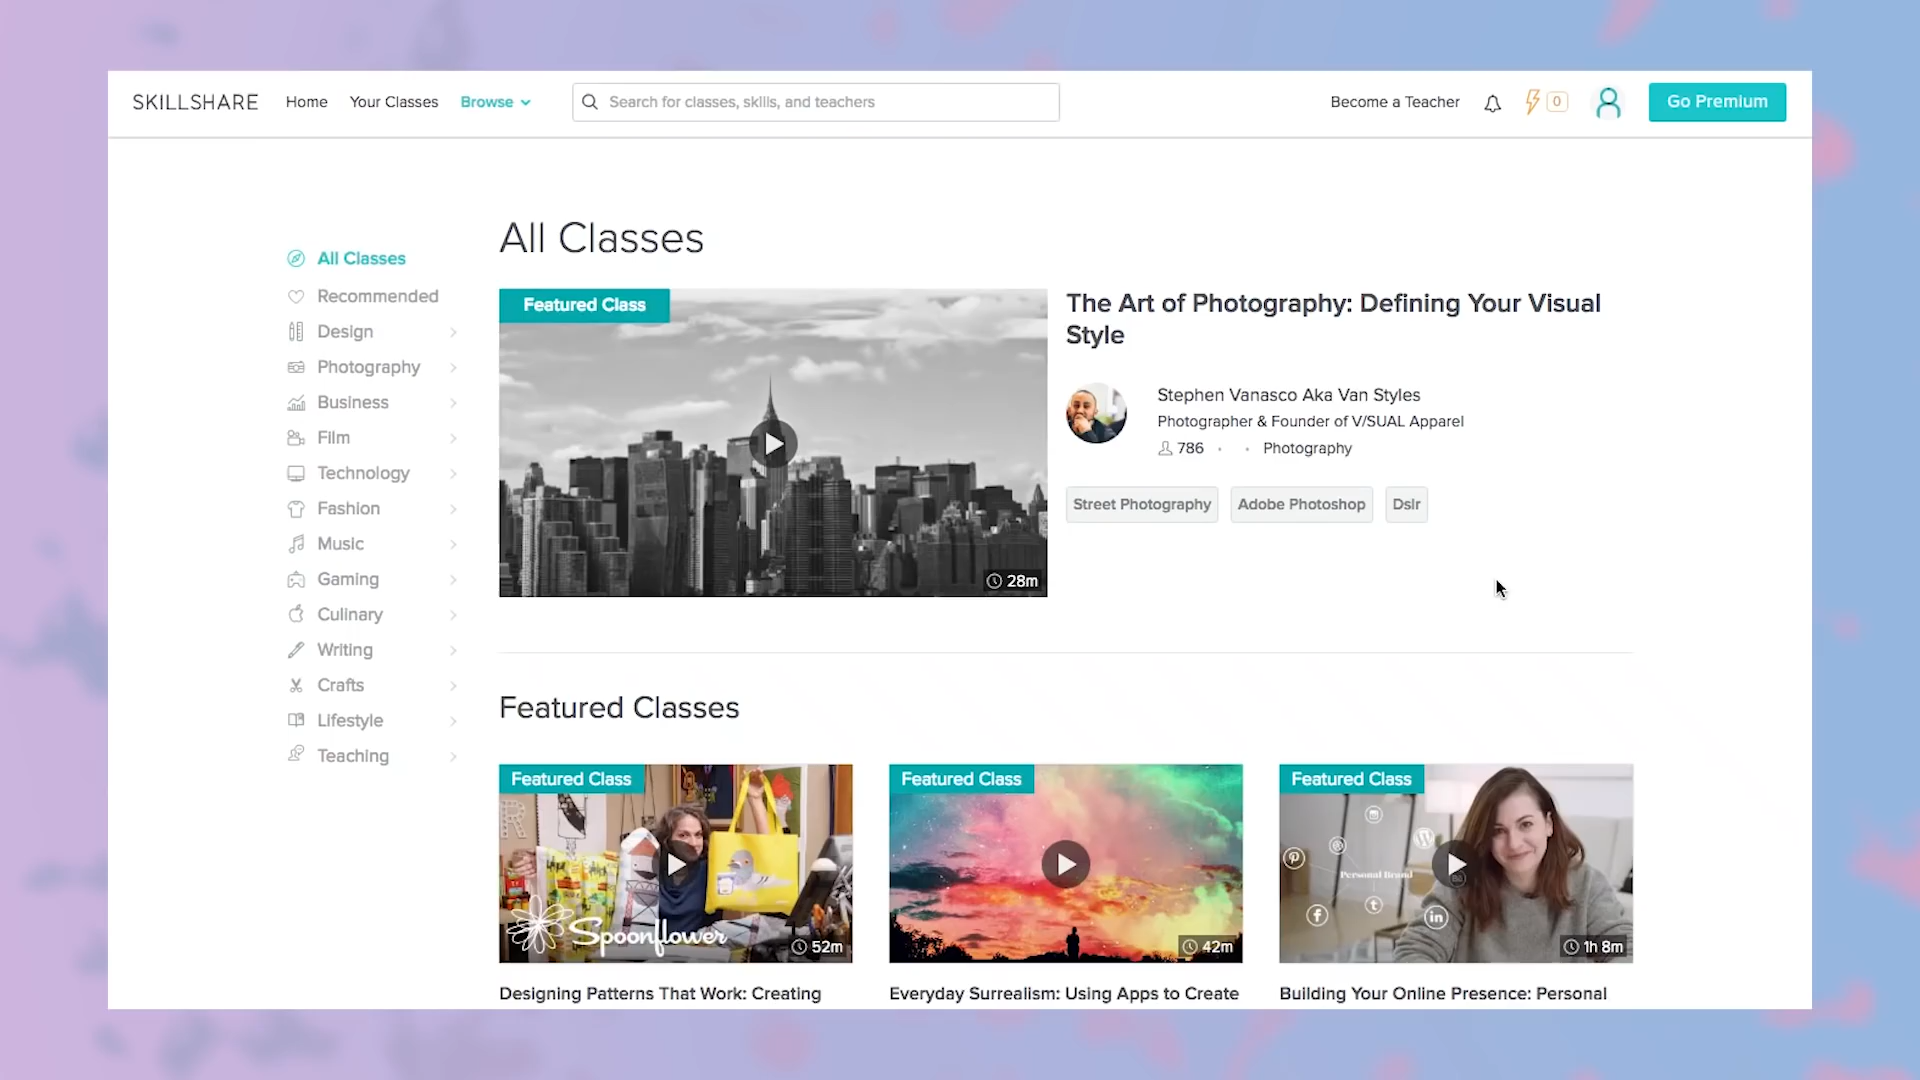 SKILLSHARE Home Your Classes Browse Search for classes, skills, and teachers Become a Teacher 0 Go Premium
All Classes
Recommended
Design
Photography
Business
Film
Technology
Fashion
Music
Gaming
Culinary
Writing
Crafts
Lifestyle
Teaching
All Classes
Featured Class
28m
The Art of Photography: Defining Your Visual
Style
Stephen Vanasco Aka Van Styles
Photographer & Founder of V/SUAL Apparel
786 · · Photography
Street Photography Adobe Photoshop Dslr
Featured Classes
Featured Class
R
Spoonflower
52m
Designing Patterns That Work: Creating
Featured Class
42m
Everyday Surrealism: Using Apps to Create
Featured Class
Personal Brand
1h 8m
Building Your Online Presence: Personal